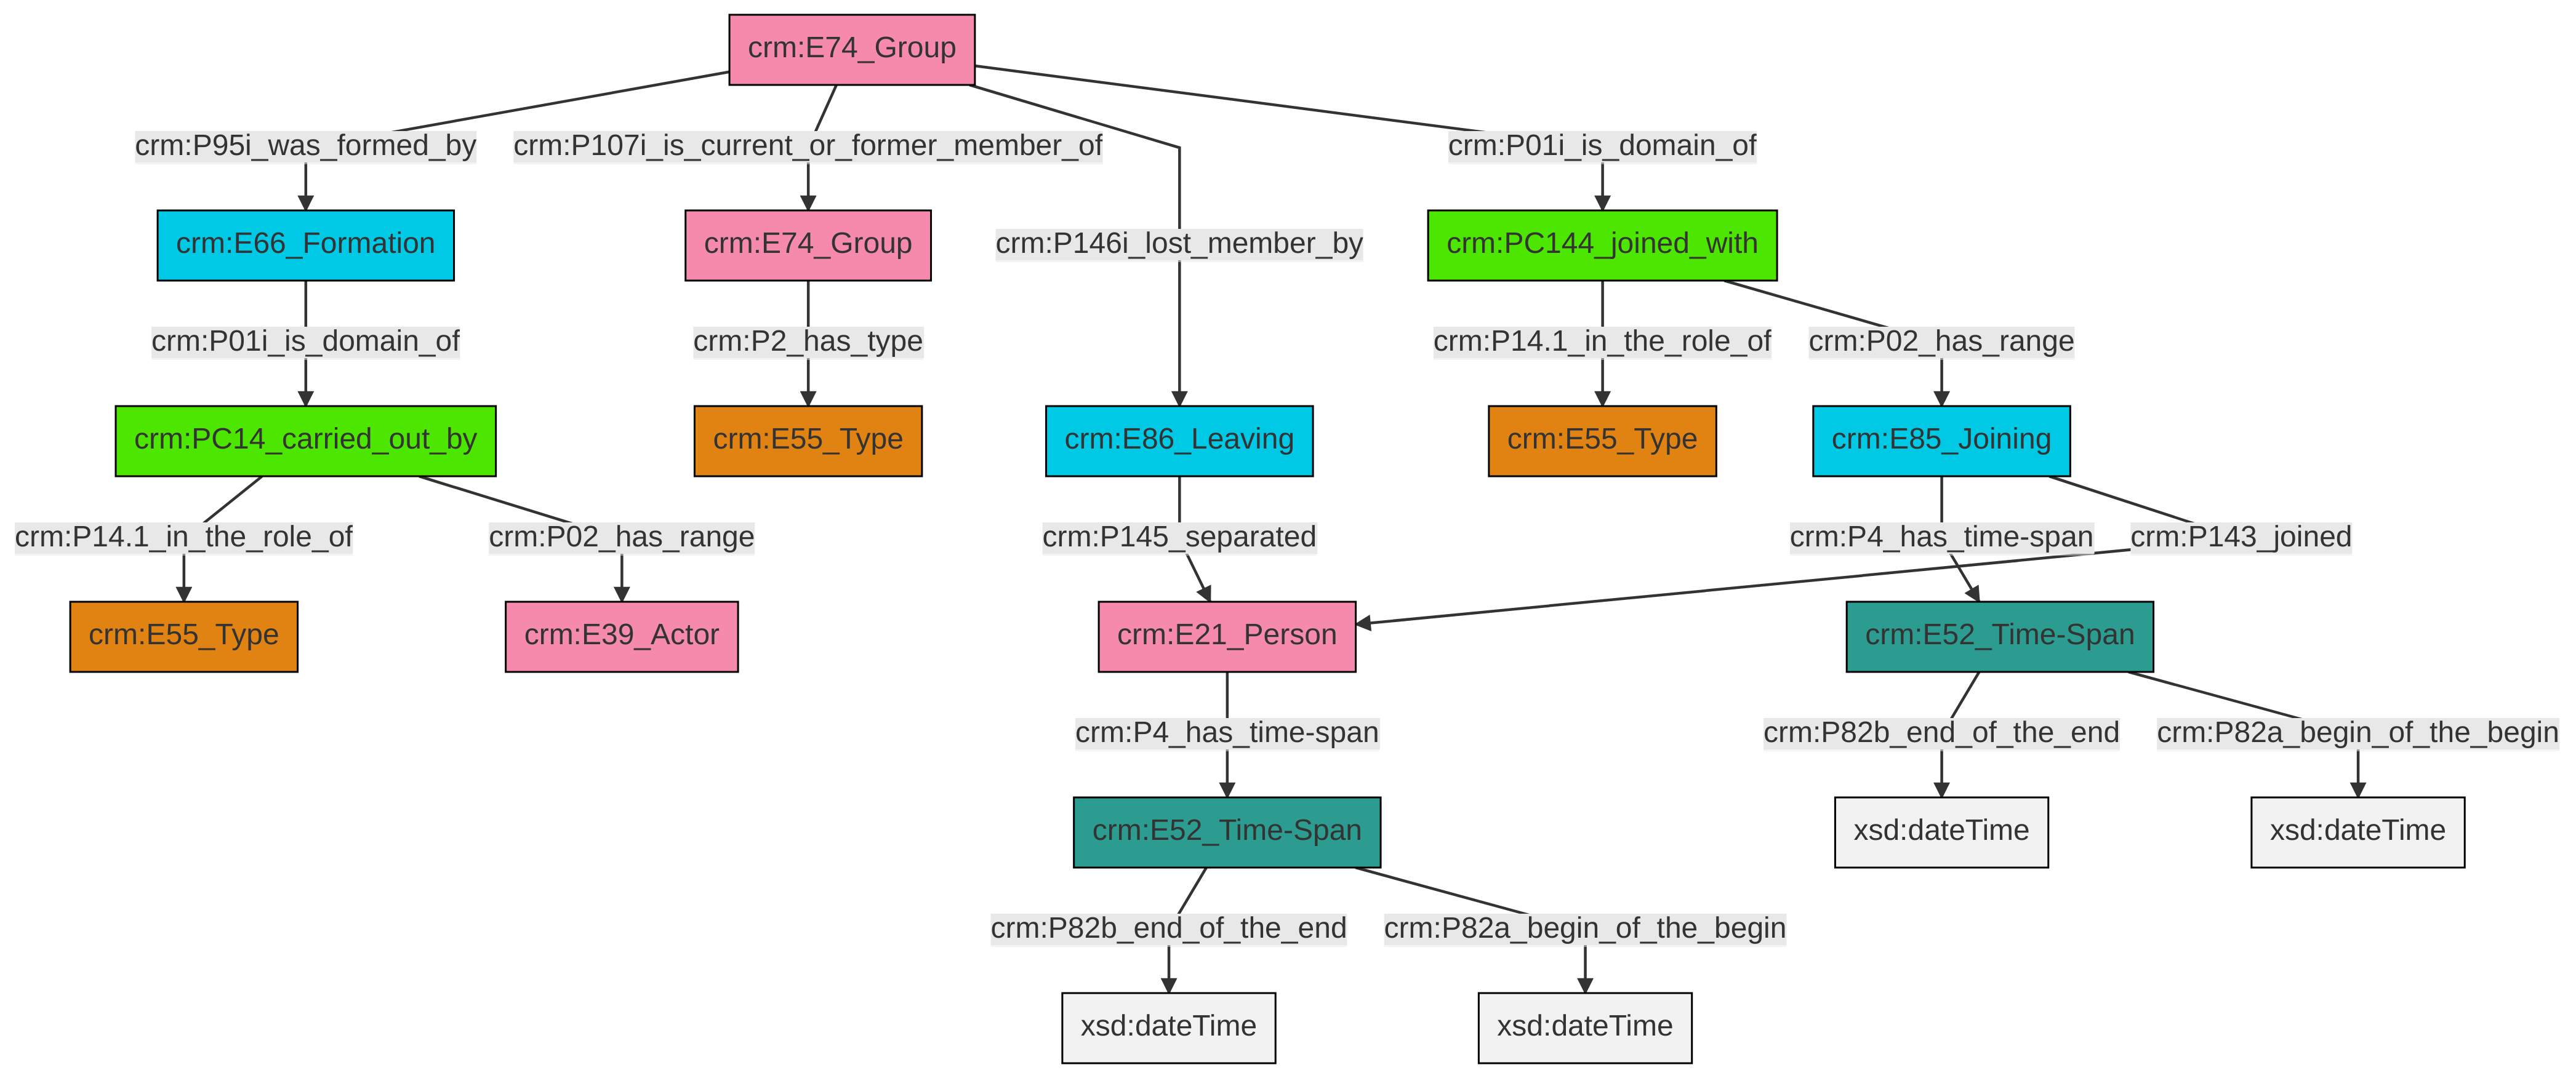 crm:E74_Group
crm:P95i_was_formed_by
crm:P107i_is_current_or_former_member_of
crm:P01i_is_domain_of
crm:E66_Formation
crm:E74_Group
crm:P146i_lost_member_by
crm:PC144_joined_with
crm:P01i_is_domain_of
crm:P2_has_type
crm:P14.1_in_the_role_of
crm:P02_has_range
crm:PC14_carried_out_by
crm:E55_Type
crm:E86_Leaving
crm:E55_Type
crm:E85_Joining
crm:P14.1_in_the_role_of
crm:P02_has_range
crm:P145_separated
crm:P4_has_time-span
crm:P143_joined
crm:E55_Type
crm:E39_Actor
crm:E21_Person
crm:E52_Time-Span
crm:P4_has_time-span
crm:P82b_end_of_the_end
crm:P82a_begin_of_the_begin
crm:E52_Time-Span
xsd:dateTime
xsd:dateTime
crm:P82b_end_of_the_end
crm:P82a_begin_of_the_begin
xsd:dateTime
xsd:dateTime